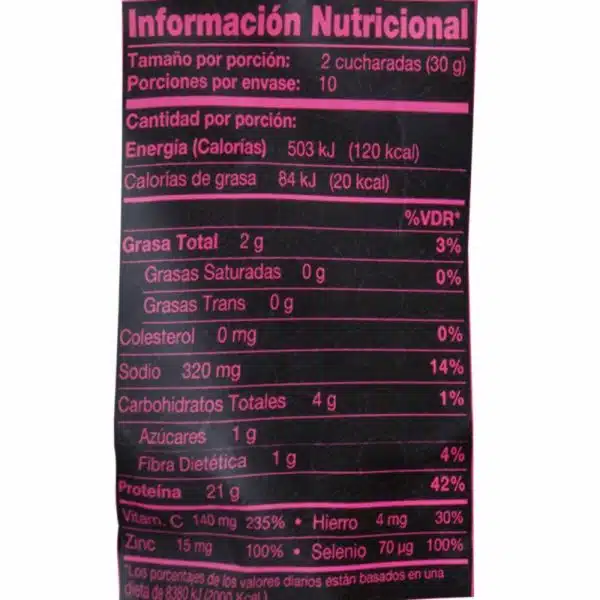 Información Nutricional
Tamaño por porción: 2 cucharadas (30 g)
Porciones por envase: 10
Cantidad por porción:
Energía (Calorías) 503 kJ (120 kcal)
Calorías de grasa 84 kJ (20 kcal)
%VDR*
Grasa Total 2 g 3%
Grasas Saturadas 0 g 0%
Grasas Trans 0 g
Colesterol 0 mg 0%
Sodio 320 mg 14%
Carbohidratos Totales 4 g 1%
Azúcares 1 g
Fibra Dietética 1 g 4%
Proteína 21 g 42%
Vitam. C 140 mg 235% • Hierro 4 mg 30%
Zinc 15 mg 100% • Selenio 70 µg 100%
*Los porcentajes de los valores diarios están basados en una
dieta de 8380 kJ (2000 Kcal.)